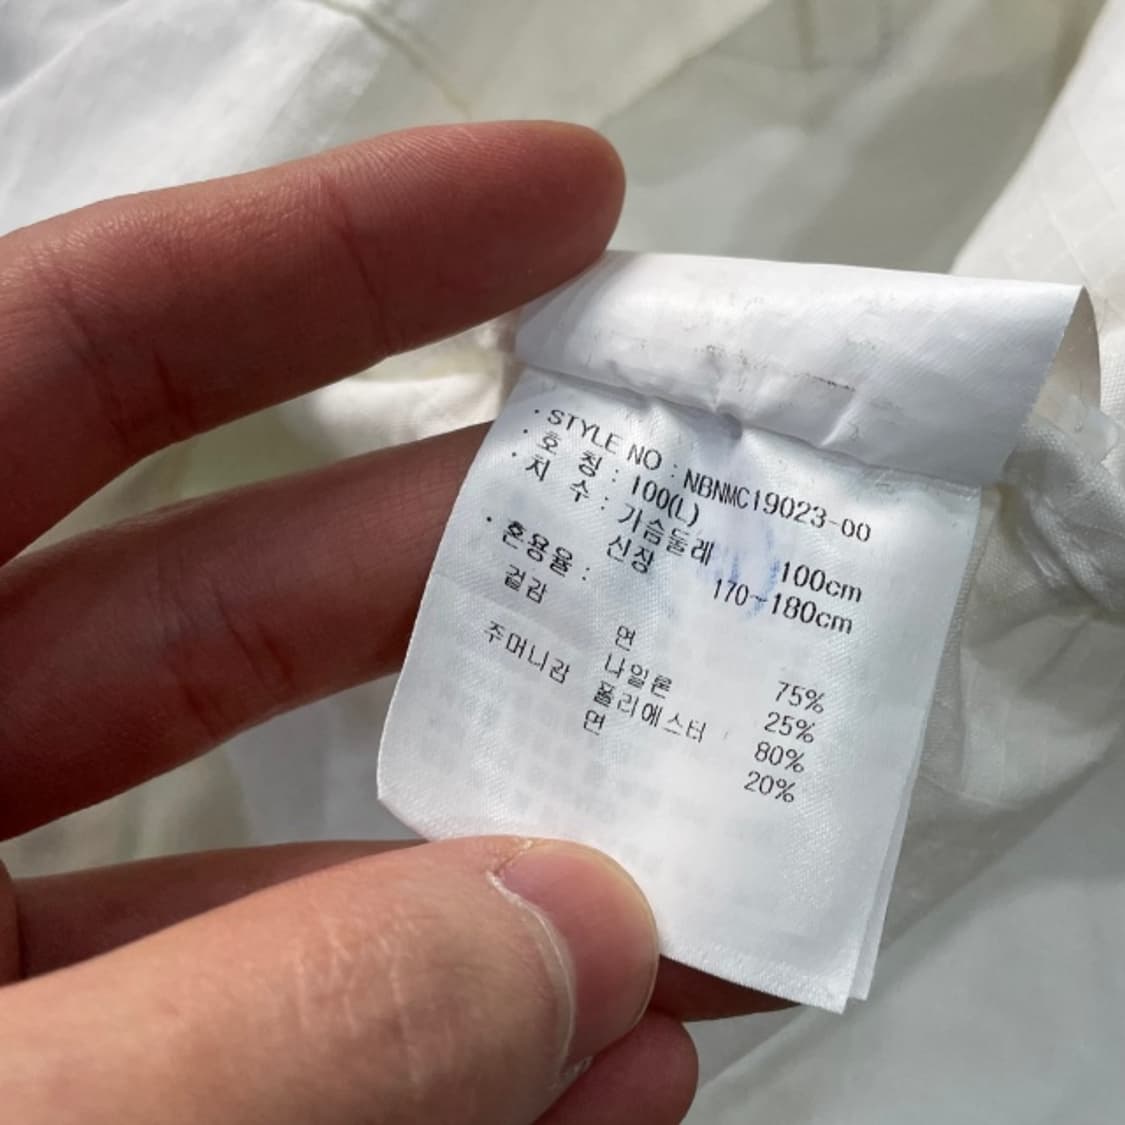 · STYLE NO : NBNMC19023-00
· 호 칭 : 100(L)
· 치 수 : 가슴둘레 100cm
신장 170~180cm
· 혼용율 :
겉감 면 75%
나일론 25%
주머니감 폴리에스터 80%
면 20%